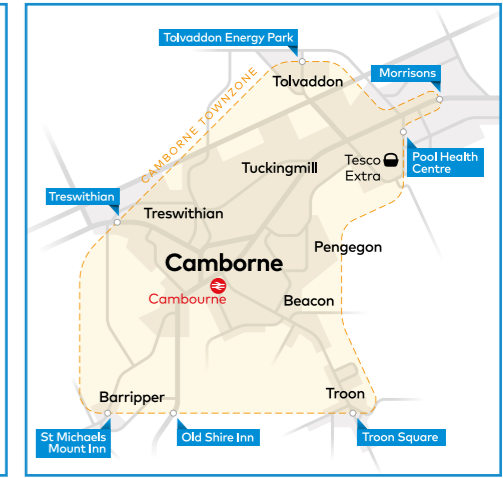 Tolvaddon Energy Park
Morrisons
Tolvaddon
CAMBORNE TOWNZONE
Tuckingmill
Tesco
Extra
Pool Health
Centre
Treswithian
Treswithian
Pengegon
Camborne
Cambourne
Beacon
Barripper
Troon
St Michaels
Mount Inn
Old Shire Inn
Troon Square